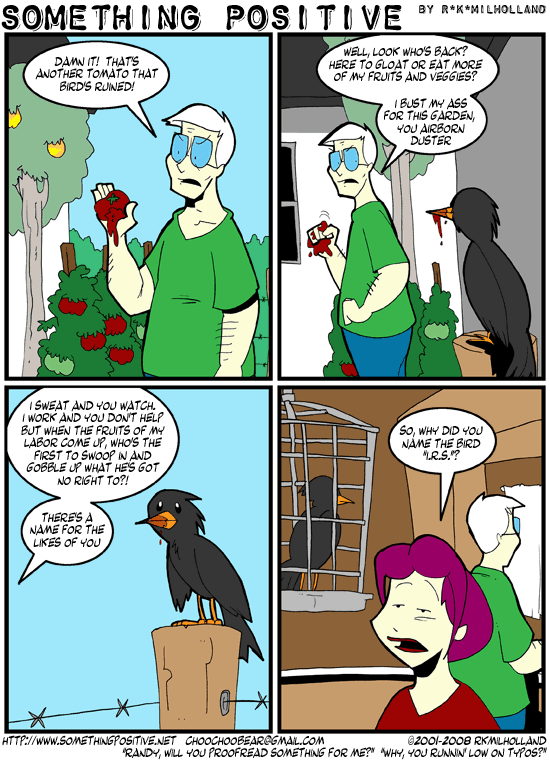 SOMETHING POSITIVE BY R*K*MILHOLLAND
DAMN IT! THAT'S
ANOTHER TOMATO THAT
BIRD'S RUINED!
WELL, LOOK WHO'S BACK?
HERE TO GLOAT OR EAT MORE
OF MY FRUITS AND VEGGIES?
I BUST MY ASS
FOR THIS GARDEN,
YOU AIRBORN
DUSTER
I SWEAT AND YOU WATCH.
I WORK AND YOU DON'T HELP
BUT WHEN THE FRUITS OF MY
LABOR COME UP, WHO'S THE
FIRST TO SWOOP IN AND
GOBBLE UP WHAT HE'S GOT
NO RIGHT TO?!
THERE'S A
NAME FOR THE
LIKES OF YOU
SO, WHY DID YOU
NAME THE BIRD
"I.R.S."?
HTTP://WWW.SOMETHINGPOSITIVE.NET CHOOCHOOBEAR@GMAIL.COM ©2001-2008 RKMILHOLLAND
"RANDY, WILL YOU PROOFREAD SOMETHING FOR ME?" "WHY, YOU RUNNIN' LOW ON TYPOS?"